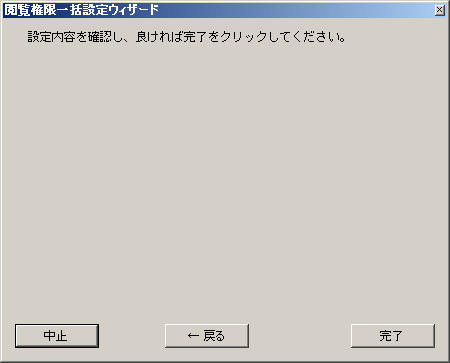 閲覧権限一括設定ウィザード
設定内容を確認し、良ければ完了をクリックしてください。
中止
← 戻る
完了